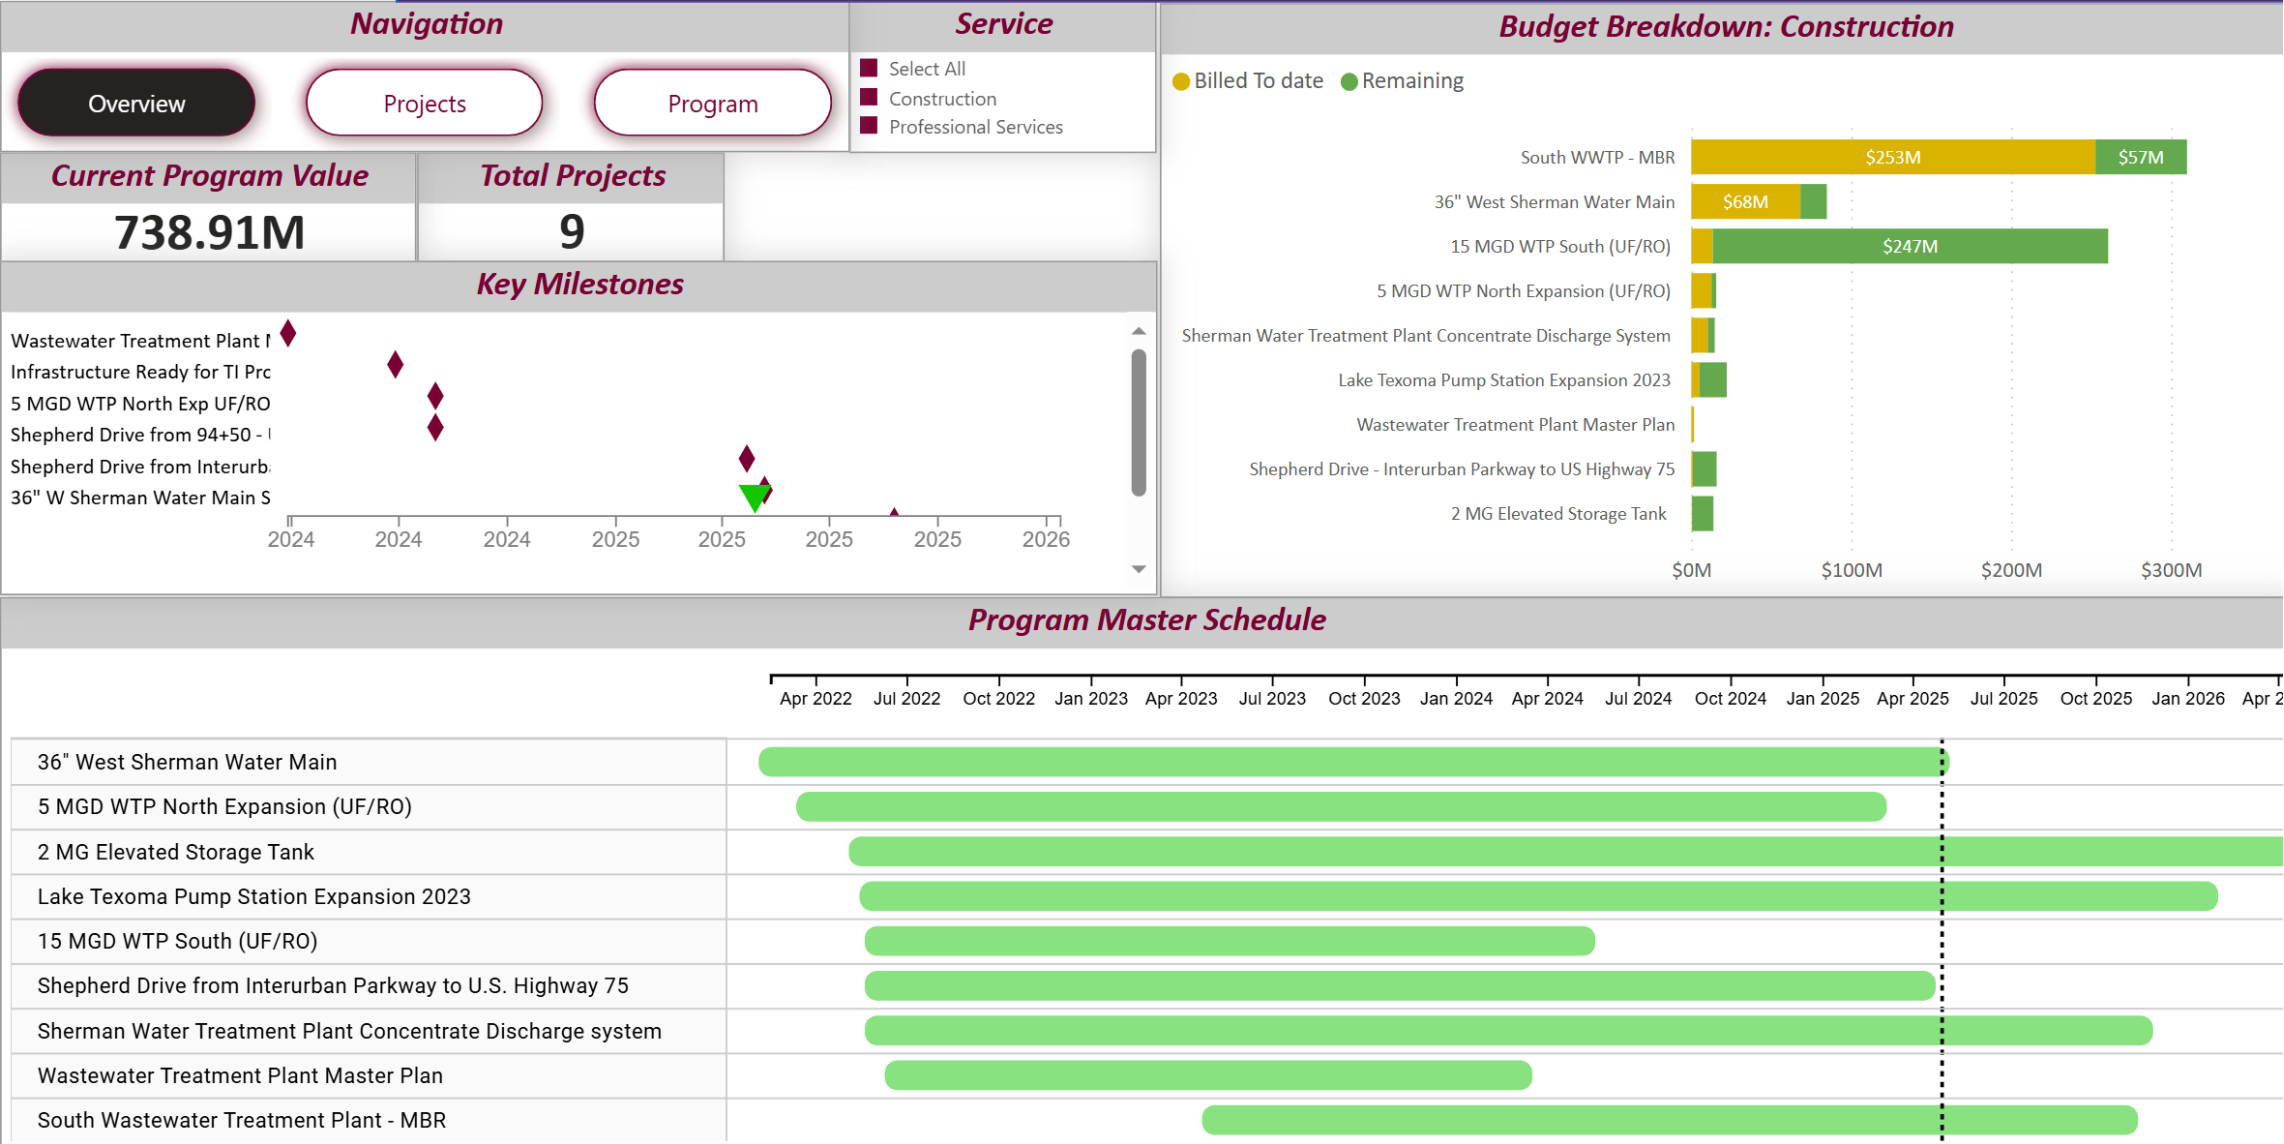 Navigation
Overview
Projects
Program
Service
Select All
Construction
Professional Services
Current Program Value
738.91M
Total Projects
9
Key Milestones
Wastewater Treatment Plant
Infrastructure Ready for TI Prc
5 MGD WTP North Exp UF/RO
Shepherd Drive from 94+50 -
Shepherd Drive from Interurb
36" W Sherman Water Main S
2024 2024 2024 2025 2025 2025 2025 2026
Budget Breakdown: Construction
Billed To date Remaining
South WWTP - MBR $253M $57M
36" West Sherman Water Main $68M
15 MGD WTP South (UF/RO) $247M
5 MGD WTP North Expansion (UF/RO)
Sherman Water Treatment Plant Concentrate Discharge System
Lake Texoma Pump Station Expansion 2023
Wastewater Treatment Plant Master Plan
Shepherd Drive - Interurban Parkway to US Highway 75
2 MG Elevated Storage Tank
$0M $100M $200M $300M
Program Master Schedule
Apr 2022 Jul 2022 Oct 2022 Jan 2023 Apr 2023 Jul 2023 Oct 2023 Jan 2024 Apr 2024 Jul 2024 Oct 2024 Jan 2025 Apr 2025 Jul 2025 Oct 2025 Jan 2026 Apr 2
36" West Sherman Water Main
5 MGD WTP North Expansion (UF/RO)
2 MG Elevated Storage Tank
Lake Texoma Pump Station Expansion 2023
15 MGD WTP South (UF/RO)
Shepherd Drive from Interurban Parkway to U.S. Highway 75
Sherman Water Treatment Plant Concentrate Discharge system
Wastewater Treatment Plant Master Plan
South Wastewater Treatment Plant - MBR